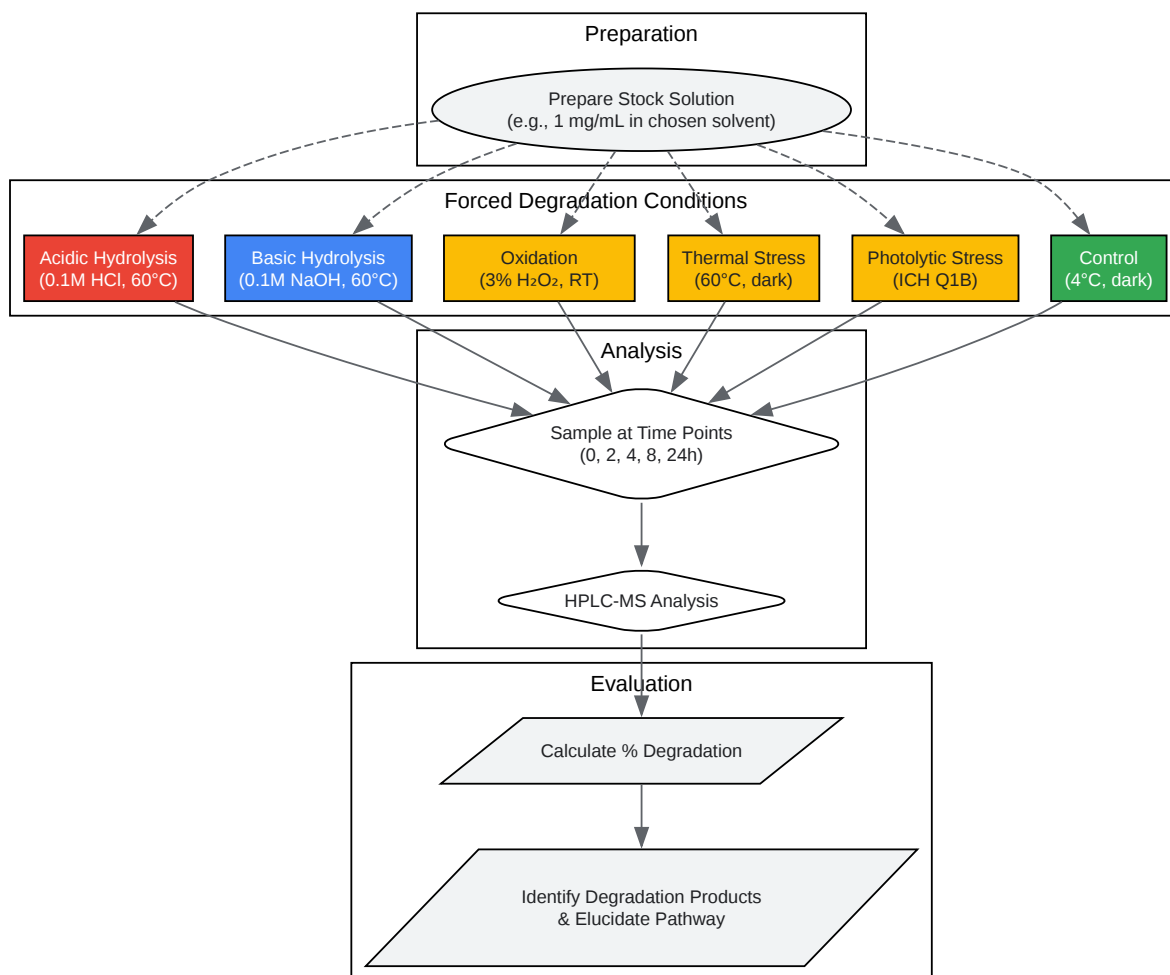 Preparation
Prepare Stock Solution
(e.g., 1 mg/mL in chosen solvent)
Forced Degradation Conditions
Acidic Hydrolysis
(0.1M HCl, 60°C)
Basic Hydrolysis
(0.1M NaOH, 60°C)
Oxidation
(3% H₂O₂, RT)
Thermal Stress
(60°C, dark)
Photolytic Stress
(ICH Q1B)
Control
(4°C, dark)
Analysis
Sample at Time Points
(0, 2, 4, 8, 24h)
HPLC-MS Analysis
Evaluation
Calculate % Degradation
Identify Degradation Products
& Elucidate Pathway